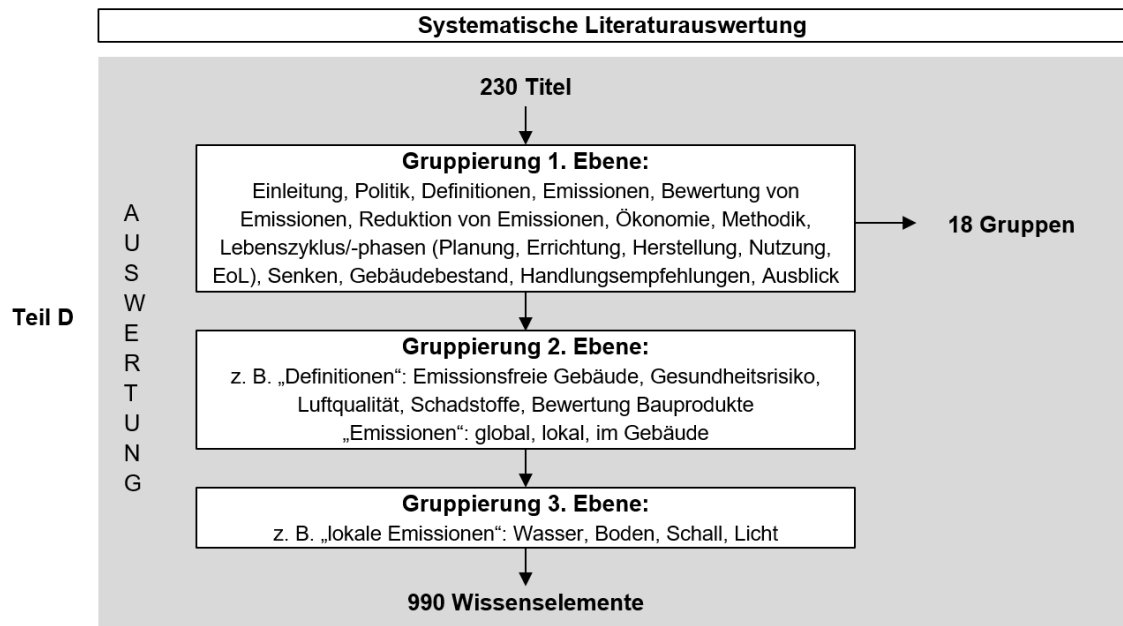 Systematische Literaturauswertung
230 Titel
Gruppierung 1. Ebene:
Einleitung, Politik, Definitionen, Emissionen, Bewertung von
Emissionen, Reduktion von Emissionen, Ökonomie, Methodik,
Lebenszyklus/-phasen (Planung, Errichtung, Herstellung, Nutzung,
EoL), Senken, Gebäudebestand, Handlungsempfehlungen, Ausblick
18 Gruppen
Teil D
A
U
S
W
E
R
T
U
N
G
Gruppierung 2. Ebene:
z. B. „Definitionen“: Emissionsfreie Gebäude, Gesundheitsrisiko,
Luftqualität, Schadstoffe, Bewertung Bauprodukte
„Emissionen“: global, lokal, im Gebäude
Gruppierung 3. Ebene:
z. B. „lokale Emissionen“: Wasser, Boden, Schall, Licht
990 Wissenselemente